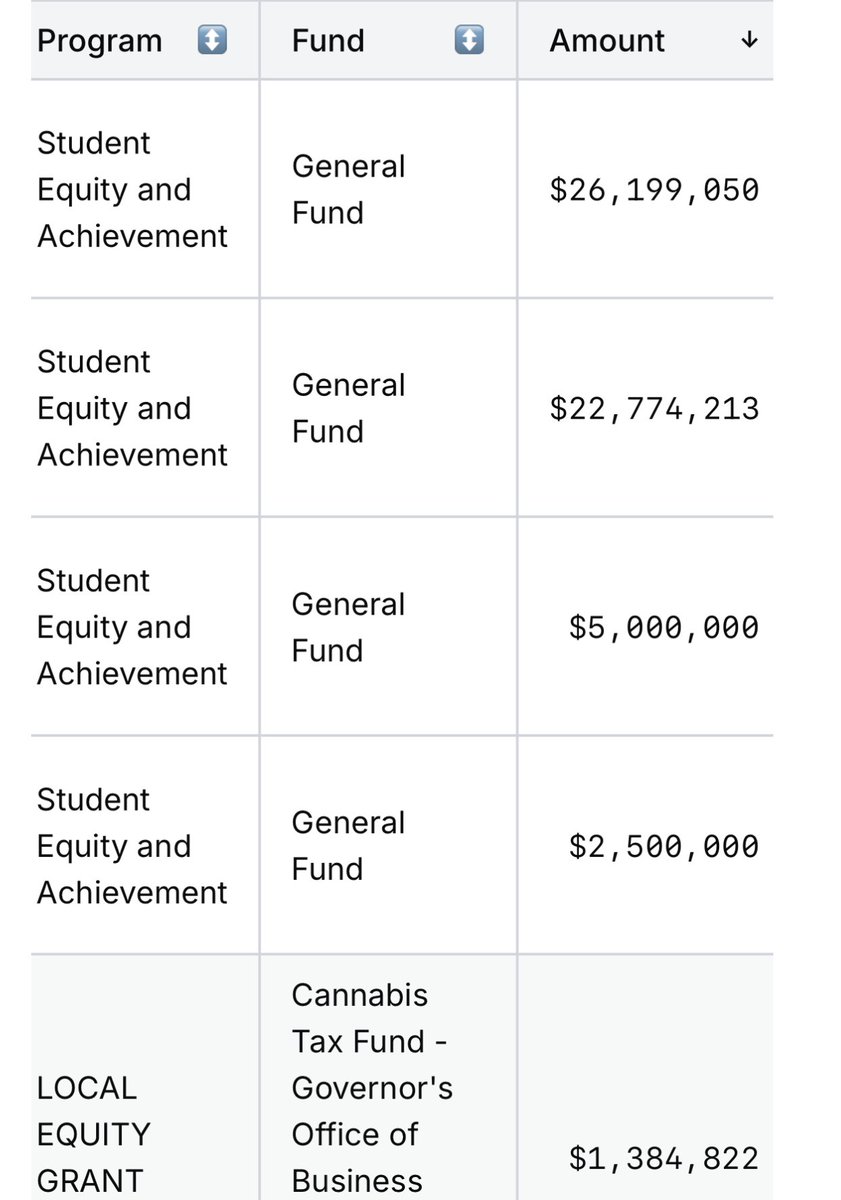 Program ↕ Fund ↕ Amount ↓
Student
Equity and
Achievement
General
Fund
$26,199,050
Student
Equity and
Achievement
General
Fund
$22,774,213
Student
Equity and
Achievement
General
Fund
$5,000,000
Student
Equity and
Achievement
General
Fund
$2,500,000
LOCAL
EQUITY
GRANT
Cannabis
Tax Fund -
Governor's
Office of
Business
$1,384,822